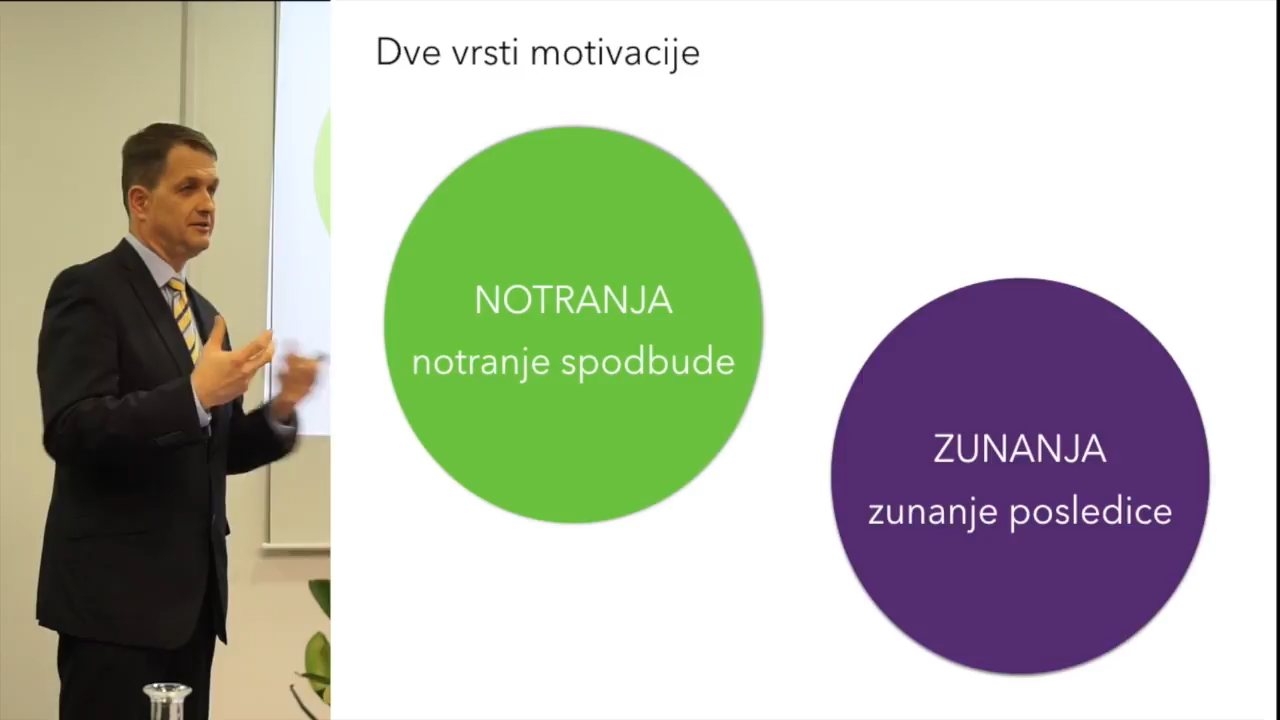 Dve vrsti motivacije
NOTRANJA
notranje spodbude
ZUNANJA
zunanje posledice